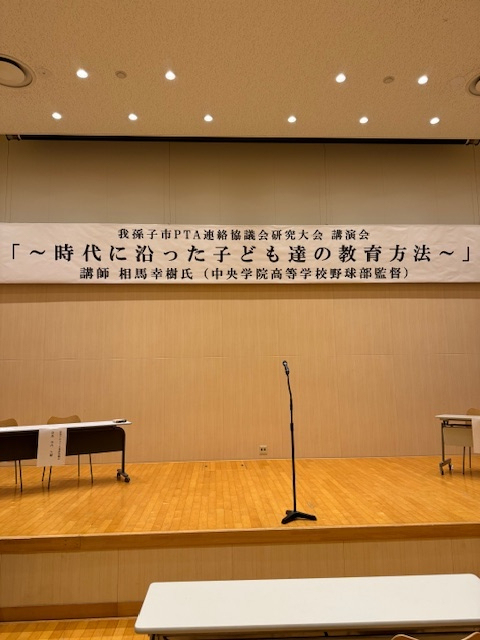 我孫子市PTA連絡協議会研究大会 講演会
「～時代に沿った子ども達の教育方法～」
講師 相馬幸樹氏（中央学院高等学校野球部監督）